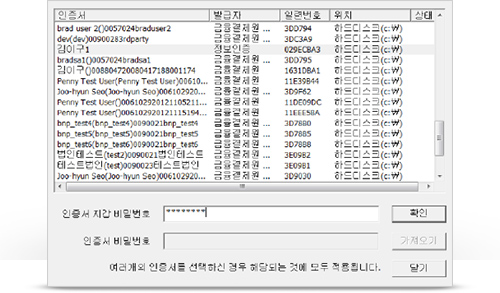 인증서 발급자 일련번호 위치 상태
brad user 2()0057024braduser2 금융결제원 ... 3DD794 하드디스크(c:₩)
dev(dev)00900283rdparty 금융결제원 ... 3DC3A9 하드디스크(c:₩)
김이구1 정보인증 029ECBA3 하드디스크(c:₩)
bradsa1()0057024bradsa1 금융결제원 ... 3DD795 하드디스크(c:₩)
김이구()008804720080417188001174 금융결제원 ... 1631DBA1 하드디스크(c:₩)
Penny Test User(Penny Test User)00610... 금융결제원 ... 11E39B44 하드디스크(c:₩)
Joo-hyun Seo(Joo-hyun Seo)006102920... 금융결제원 ... 3D9F62 하드디스크(c:₩)
Penny Test User()006102920121105211... 금융결제원 ... 11DE09DC 하드디스크(c:₩)
Penny Test User()006102920121115194... 금융결제원 ... 11EEE5BA 하드디스크(c:₩)
bnp_test4(bnp_test4)0090021bnp_test4 금융결제원 ... 3D7880 하드디스크(c:₩)
bnp_test5(bnp_test5)0090021bnp_test5 금융결제원 ... 3D7885 하드디스크(c:₩)
bnp_test6(bnp_test6)0090021bnp_test6 금융결제원 ... 3D7888 하드디스크(c:₩)
법인테스트(test2)0090021법인테스트 금융결제원 ... 3E0982 하드디스크(c:₩)
테스트법인(test)0090023테스트법인 금융결제원 ... 3E0981 하드디스크(c:₩)
Joo-hyun Seo(Joo-hyun Seo)006102920... 금융결제원 ... 3D9030 하드디스크(c:₩)
인증서 지갑 비밀번호 ******** 확인
인증서 비밀번호 가져오기
여러개의 인증서를 선택하신 경우 해당되는 것에 모두 적용됩니다. 닫기